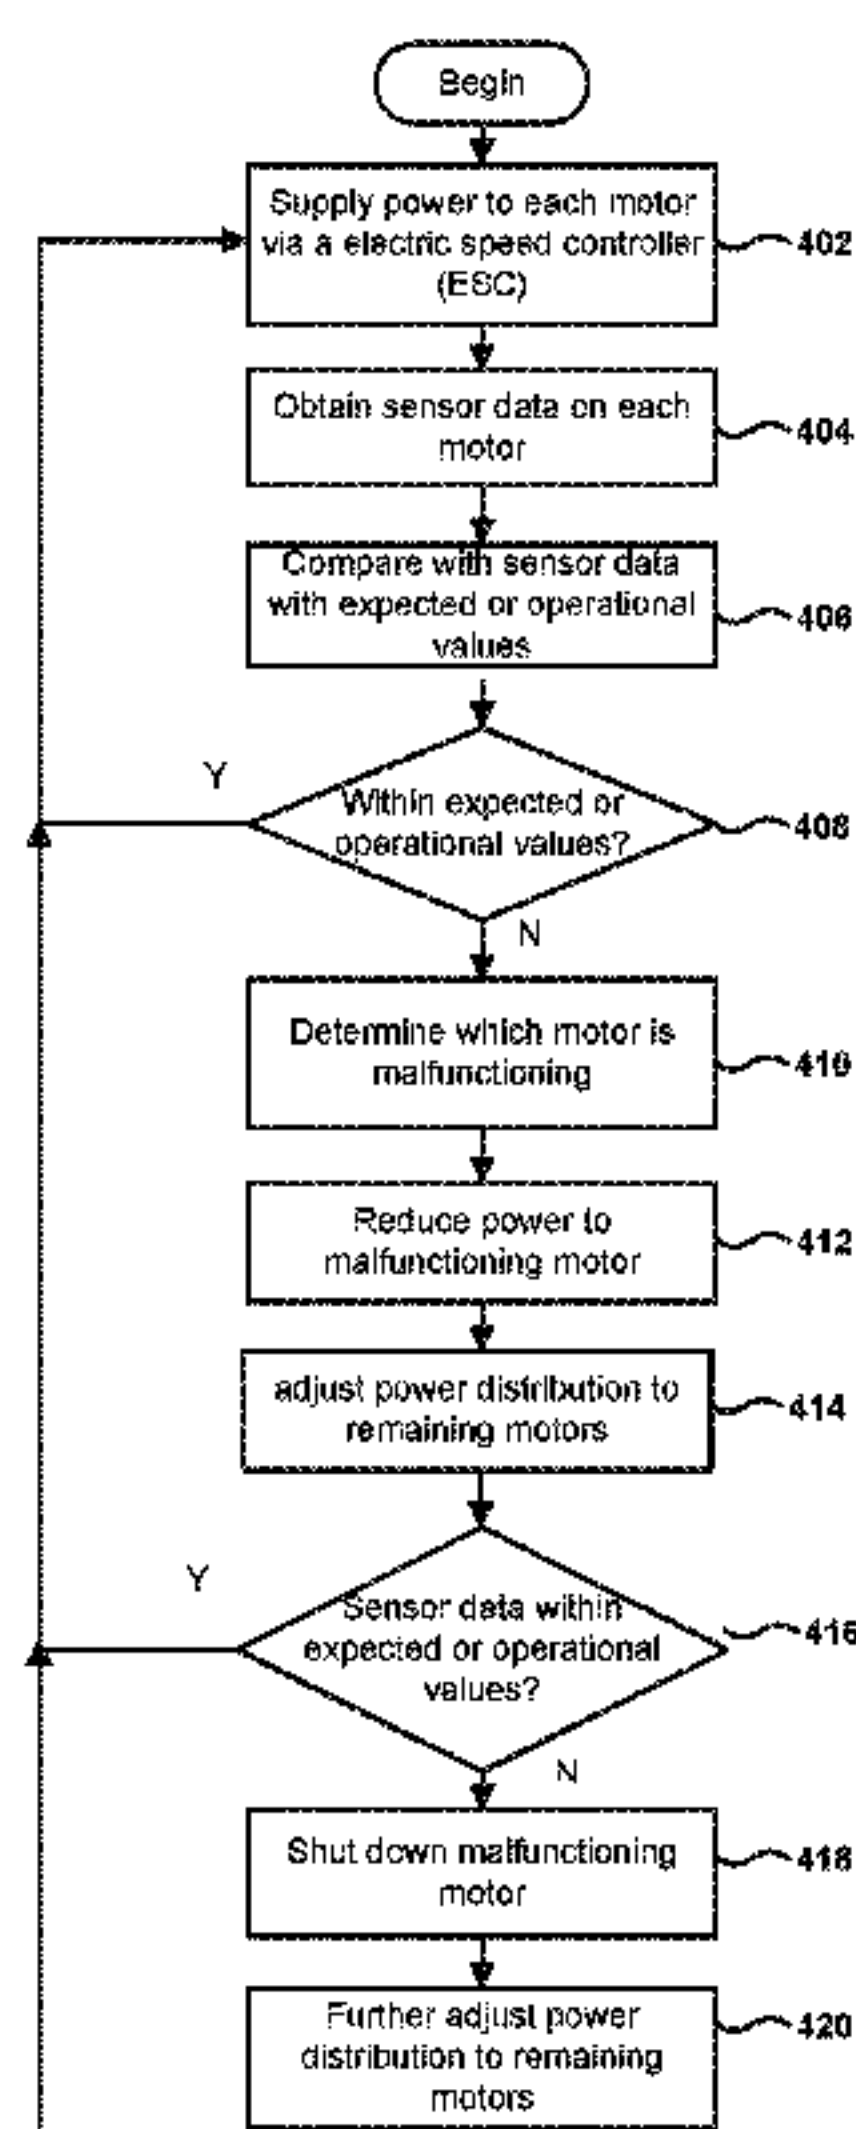 Begin
Supply power to each motor
via a electric speed controller
(ESC)
402
Obtain sensor data on each
motor
404
Compare with sensor data
with expected or operational
values
406
Y
Within expected or
operational values?
408
N
Determine which motor is
malfunctioning
410
Reduce power to
malfunctioning motor
412
adjust power distribution to
remaining motors
414
Y
Sensor data within
expected or operational
values?
416
N
Shut down malfunctioning
motor
418
Further adjust power
distribution to remaining
motors
420